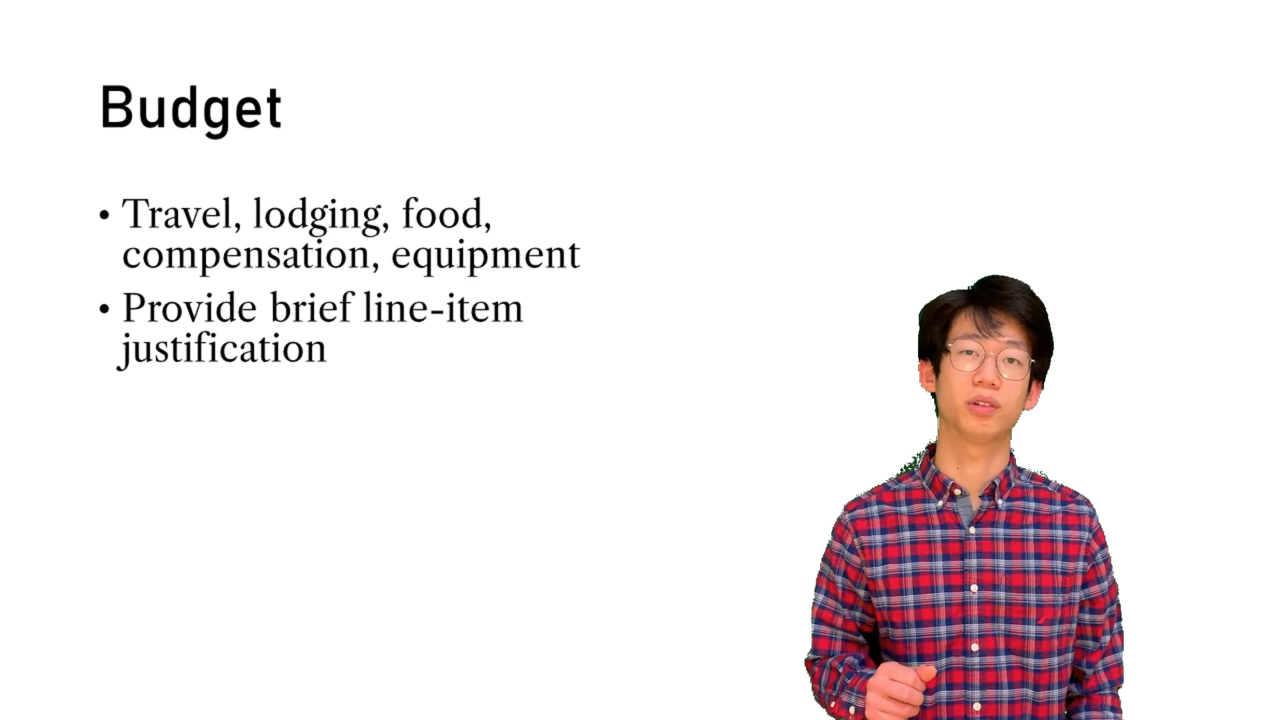 Budget
• Travel, lodging, food,
compensation, equipment
• Provide brief line-item
justification